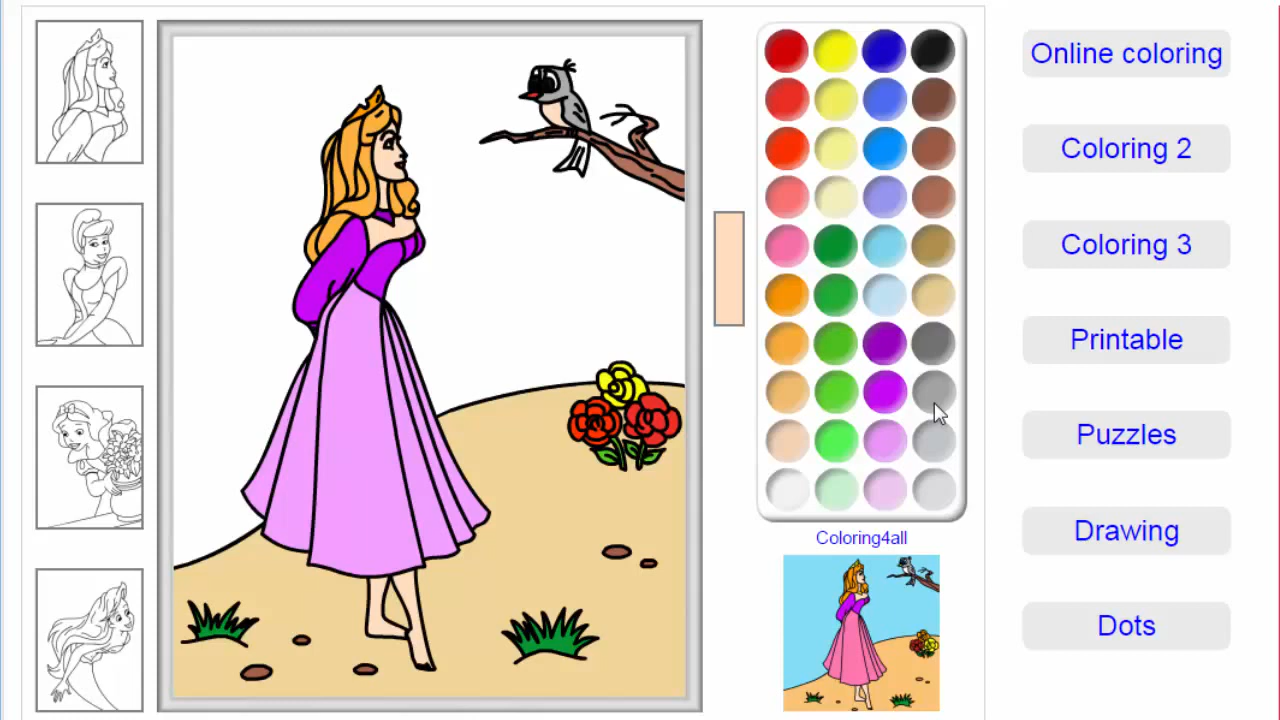 Online coloring
Coloring 2
Coloring 3
Printable
Puzzles
Drawing
Dots
Coloring4all